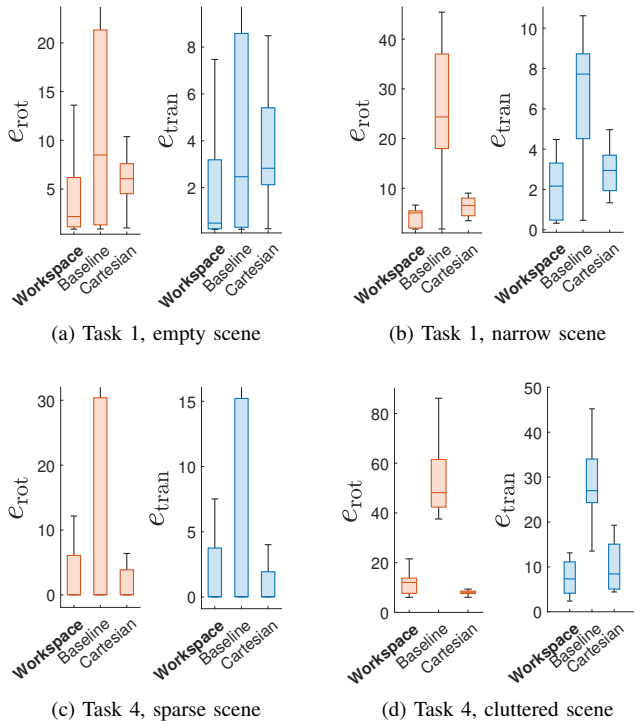 20
15
10
5
e_rot
Workspace
Baseline
Cartesian
8
6
4
2
e_tran
Workspace
Baseline
Cartesian
(a) Task 1, empty scene
40
30
20
10
e_rot
Workspace
Baseline
Cartesian
10
8
6
4
2
0
e_tran
Workspace
Baseline
Cartesian
(b) Task 1, narrow scene
30
20
10
0
e_rot
Workspace
Baseline
Cartesian
15
10
5
0
e_tran
Workspace
Baseline
Cartesian
(c) Task 4, sparse scene
80
60
40
20
0
e_rot
Workspace
Baseline
Cartesian
50
40
30
20
10
0
e_tran
Workspace
Baseline
Cartesian
(d) Task 4, cluttered scene